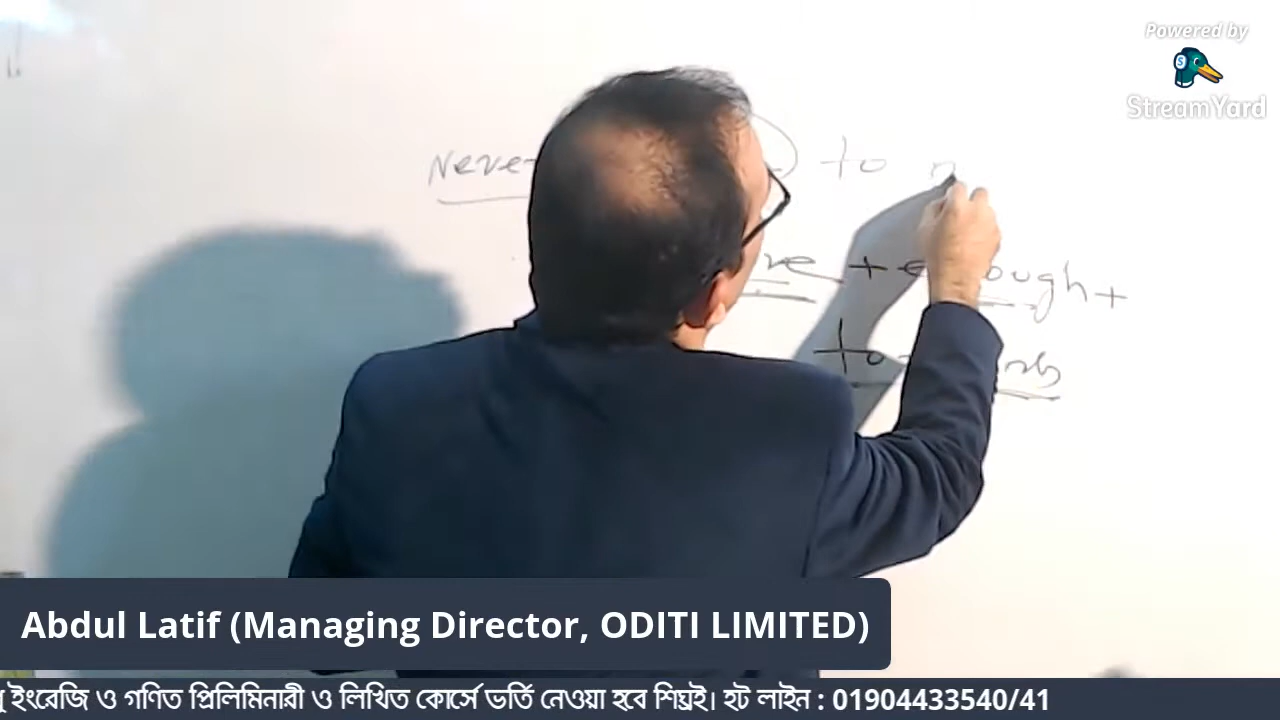 Powered by
StreamYard
Never to
+ enough +
to
Abdul Latif (Managing Director, ODITI LIMITED)
ইংরেজি ও গণিত প্রিলিমিনারী ও লিখিত কোর্সে ভর্তি নেওয়া হবে শিঘ্রই। হট লাইন : 01904433540/41